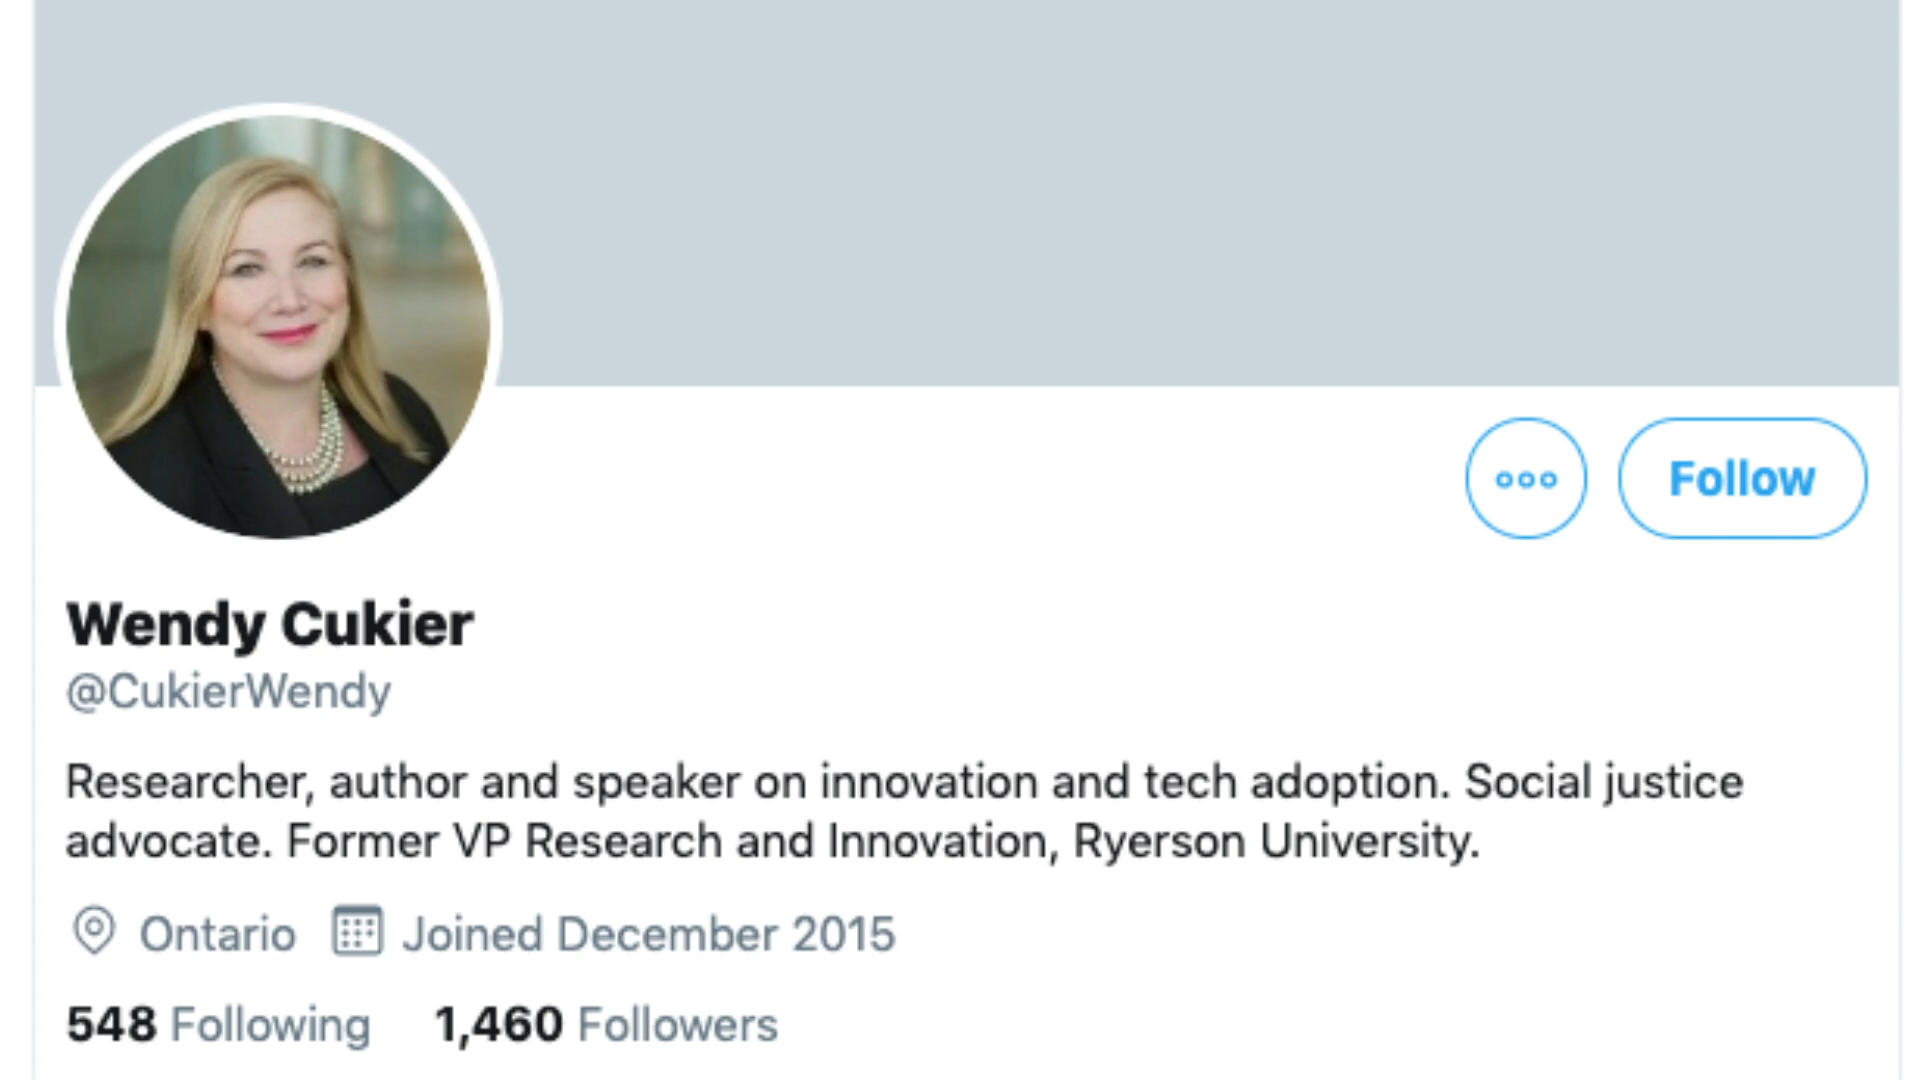 Follow
Wendy Cukier
@CukierWendy
Researcher, author and speaker on innovation and tech adoption. Social justice
advocate. Former VP Research and Innovation, Ryerson University.
Ontario Joined December 2015
548 Following 1,460 Followers